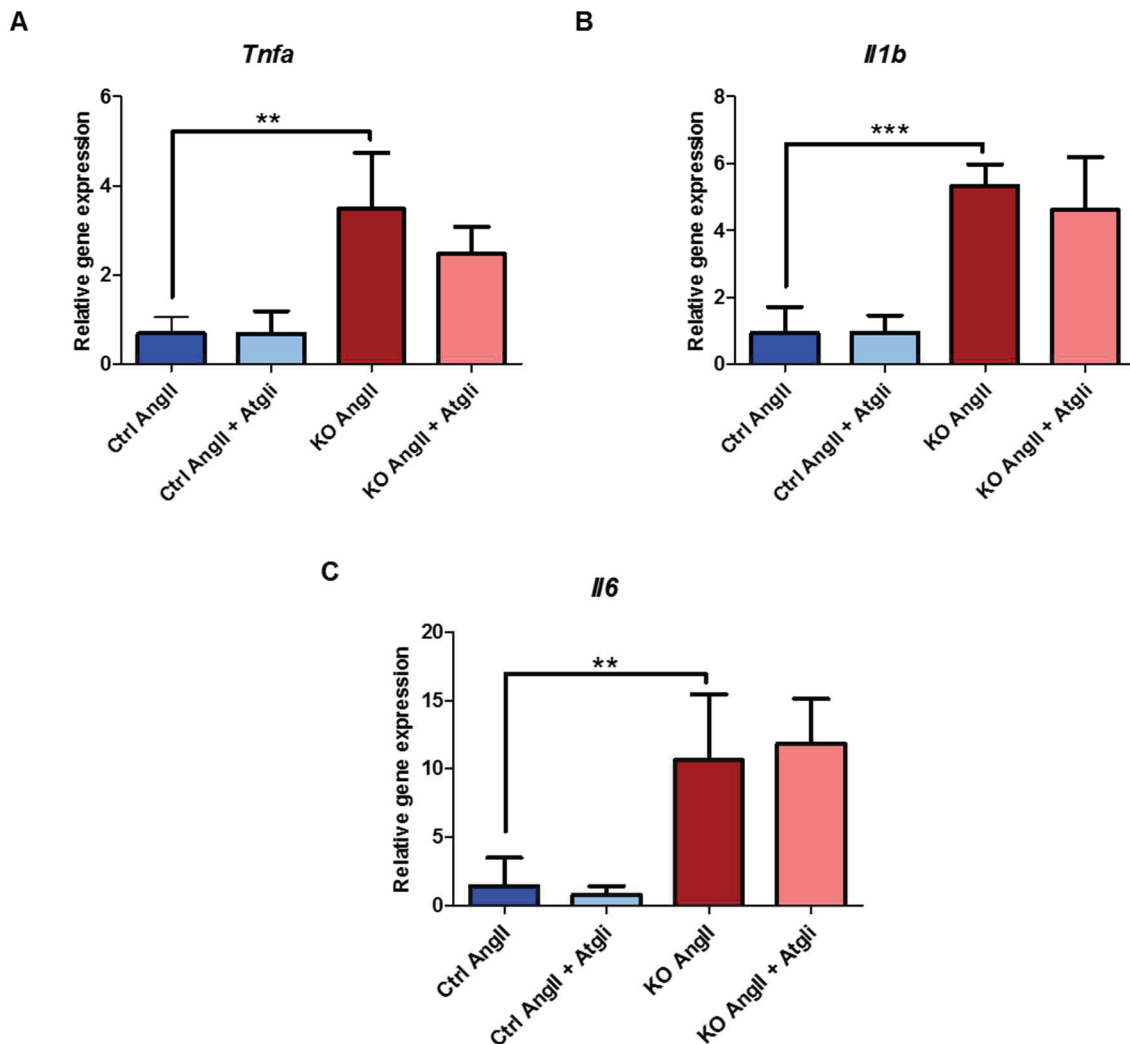 A
Tnfa
Relative gene expression
6
4
2
0
**
Ctrl AngII
Ctrl AngII + Atgli
KO AngII
KO AngII + Atgli
B
Il1b
Relative gene expression
8
6
4
2
0
***
Ctrl AngII
Ctrl AngII + Atgli
KO AngII
KO AngII + Atgli
C
Il6
Relative gene expression
20
15
10
5
0
**
Ctrl AngII
Ctrl AngII + Atgli
KO AngII
KO AngII + Atgli